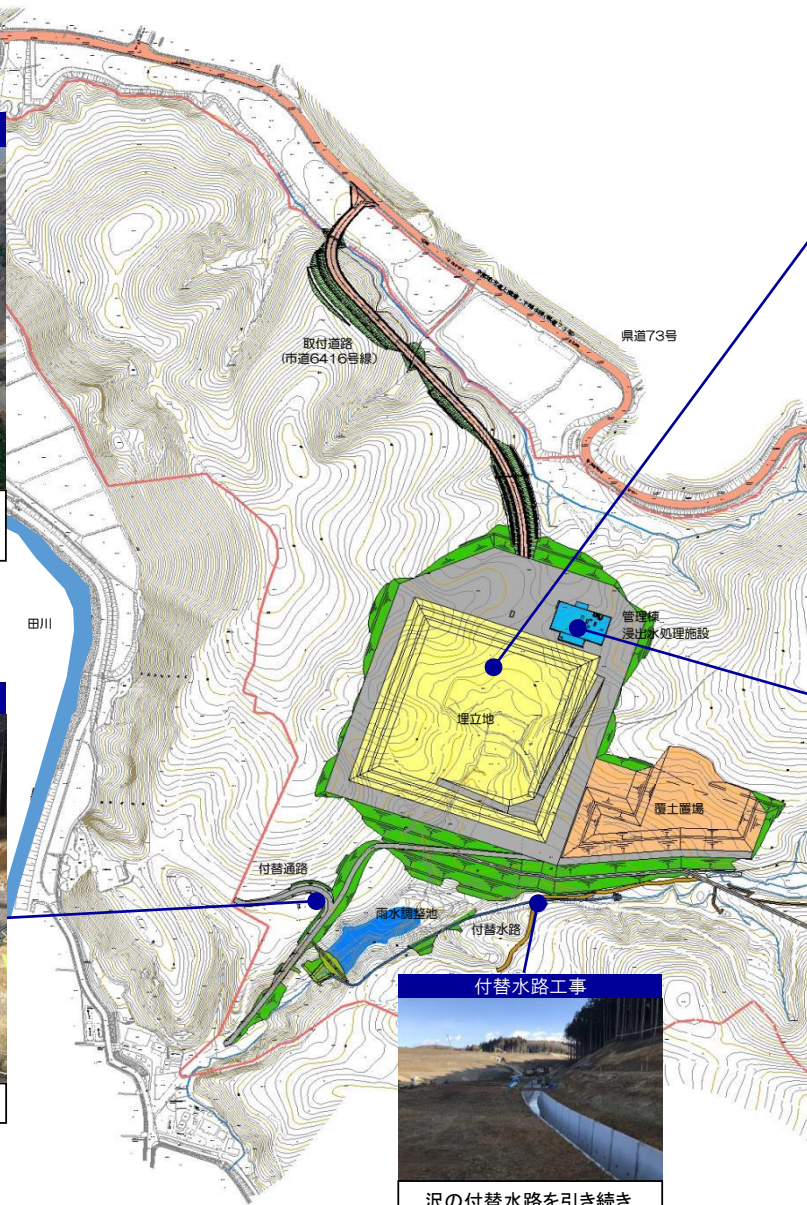 県道73号
取付道路
(市道6416号線)
田川
管理棟
浸出水処理施設
埋立地
覆土置場
付替通路
雨水調整池
付替水路
付替水路工事
沢の付替水路を引き続き